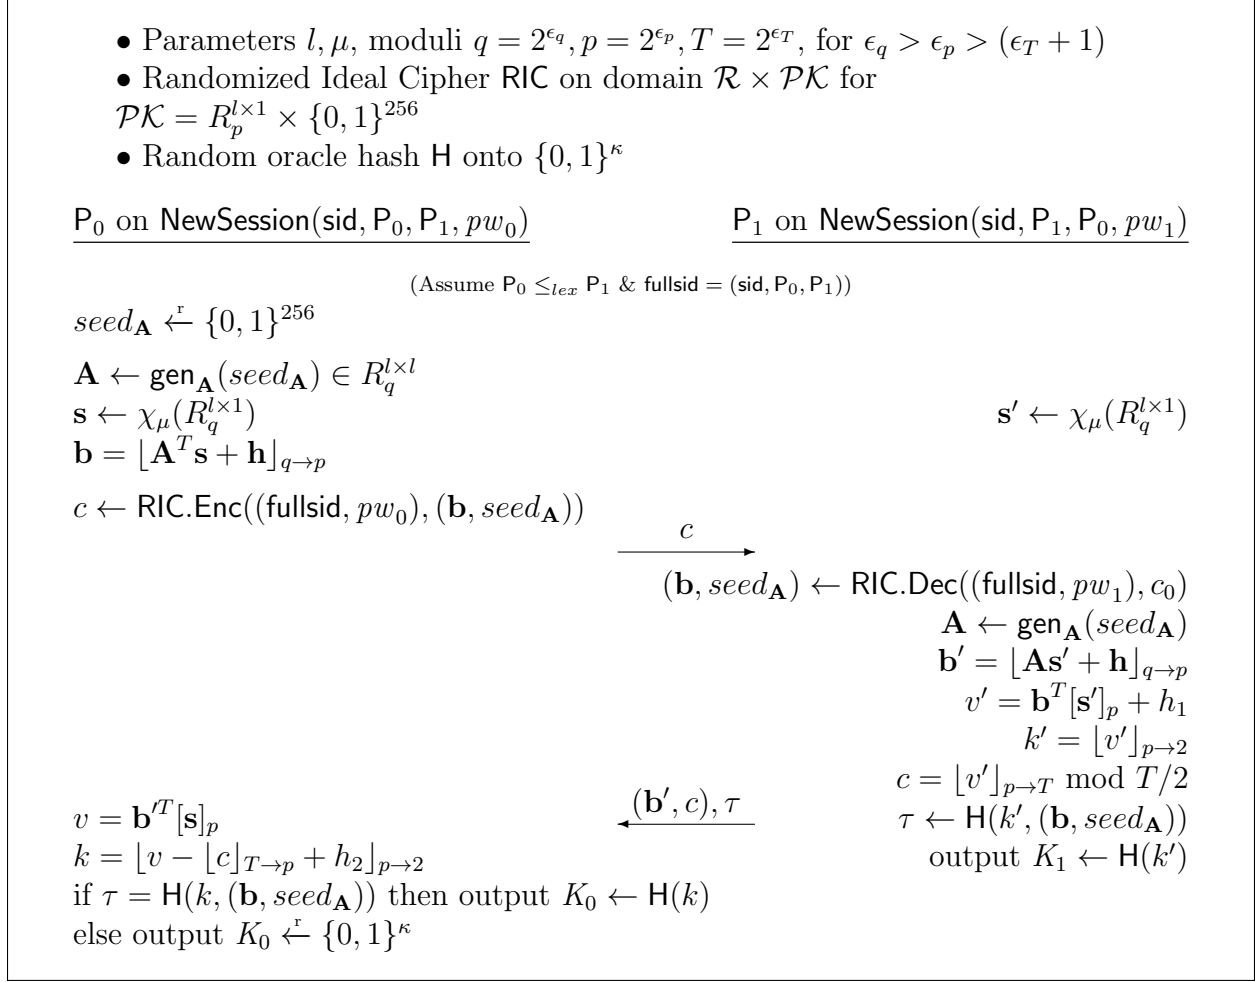 • Parameters l, μ, moduli q = 2^{ϵ_q}, p = 2^{ϵ_p}, T = 2^{ϵ_T}, for ϵ_q > ϵ_p > (ϵ_T + 1)
• Randomized Ideal Cipher RIC on domain 𝓡 × 𝓟𝓚 for
𝓟𝓚 = R_p^{l×1} × {0, 1}^{256}
• Random oracle hash H onto {0, 1}^κ
P_0 on NewSession(sid, P_0, P_1, pw_0) P_1 on NewSession(sid, P_1, P_0, pw_1)
(Assume P_0 ≤_{lex} P_1 & fullsid = (sid, P_0, P_1))
seed_𝐀 ←^r {0, 1}^{256}
𝐀 ← gen_𝐀(seed_𝐀) ∈ R_q^{l×l}
𝐬 ← χ_μ(R_q^{l×1}) 𝐬′ ← χ_μ(R_q^{l×1})
𝐛 = ⌊𝐀^T𝐬 + 𝐡⌋_{q→p}
c ← RIC.Enc((fullsid, pw_0), (𝐛, seed_𝐀))
c
(𝐛, seed_𝐀) ← RIC.Dec((fullsid, pw_1), c_0)
𝐀 ← gen_𝐀(seed_𝐀)
𝐛′ = ⌊𝐀𝐬′ + 𝐡⌋_{q→p}
v′ = 𝐛^T[𝐬′]_p + h_1
k′ = ⌊v′⌋_{p→2}
c = ⌊v′⌋_{p→T} mod T/2
v = 𝐛′^T[𝐬]_p (𝐛′, c), τ τ ← H(k′, (𝐛, seed_𝐀))
k = ⌊v − ⌊c⌋_{T→p} + h_2⌋_{p→2} output K_1 ← H(k′)
if τ = H(k, (𝐛, seed_𝐀)) then output K_0 ← H(k)
else output K_0 ←^r {0, 1}^κ